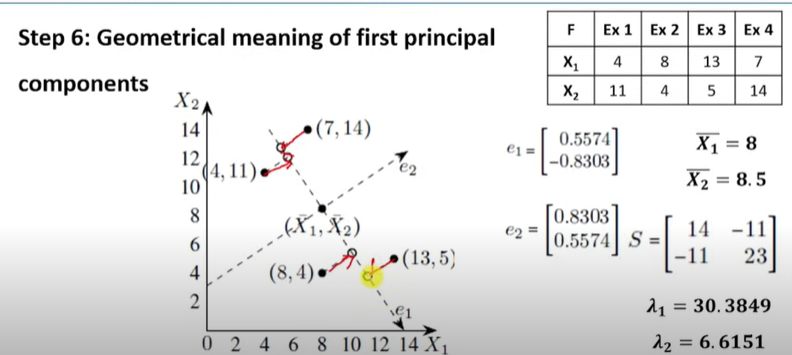 Step 6: Geometrical meaning of first principal
components
F Ex 1 Ex 2 Ex 3 Ex 4
X₁ 4 8 13 7
X₂ 11 4 5 14
X₂
14
12
10
8
6
4
2
0 2 4 6 8 10 12 14 X₁
(7, 14)
(4, 11)
e₂
(X̄₁, X̄₂)
(8, 4)
(13, 5)
e₁
e₁ = [0.5574
−0.8303]
X̄₁ = 8
X̄₂ = 8.5
e₂ = [0.8303
0.5574]
S = [14 −11
−11 23]
λ₁ = 30.3849
λ₂ = 6.6151